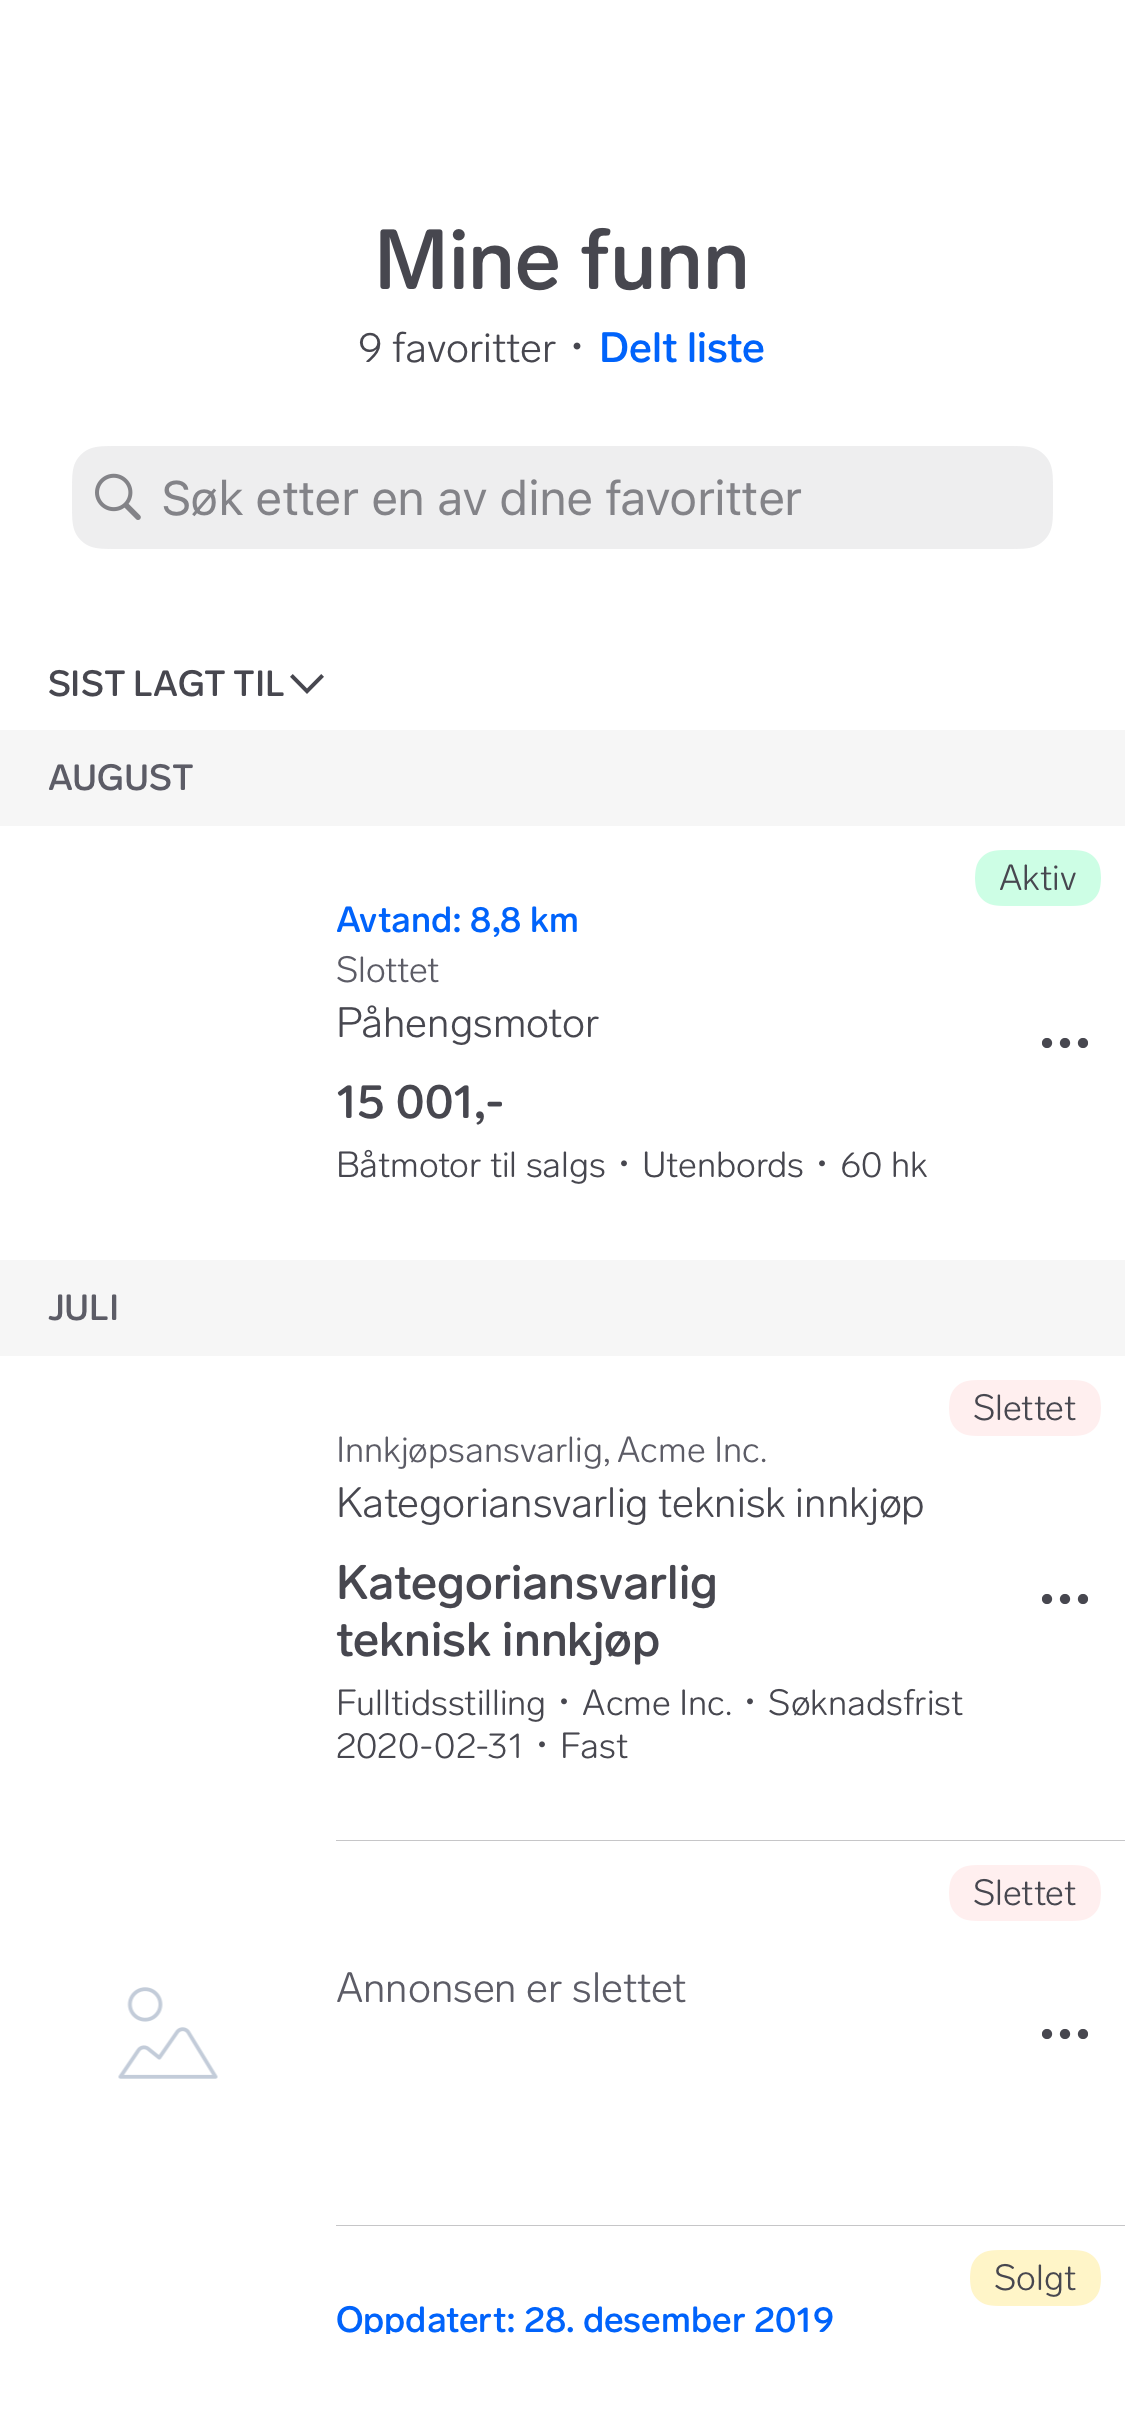 Mine funn
9 favoritter • Delt liste
Søk etter en av dine favoritter
SIST LAGT TIL
AUGUST
Aktiv
Avtand: 8,8 km
Slottet
Påhengsmotor
15 001,-
Båtmotor til salgs • Utenbords • 60 hk
JULI
Slettet
Innkjøpsansvarlig, Acme Inc.
Kategoriansvarlig teknisk innkjøp
Kategoriansvarlig
teknisk innkjøp
Fulltidsstilling • Acme Inc. • Søknadsfrist
2020-02-31 • Fast
Slettet
Annonsen er slettet
Solgt
Oppdatert: 28. desember 2019